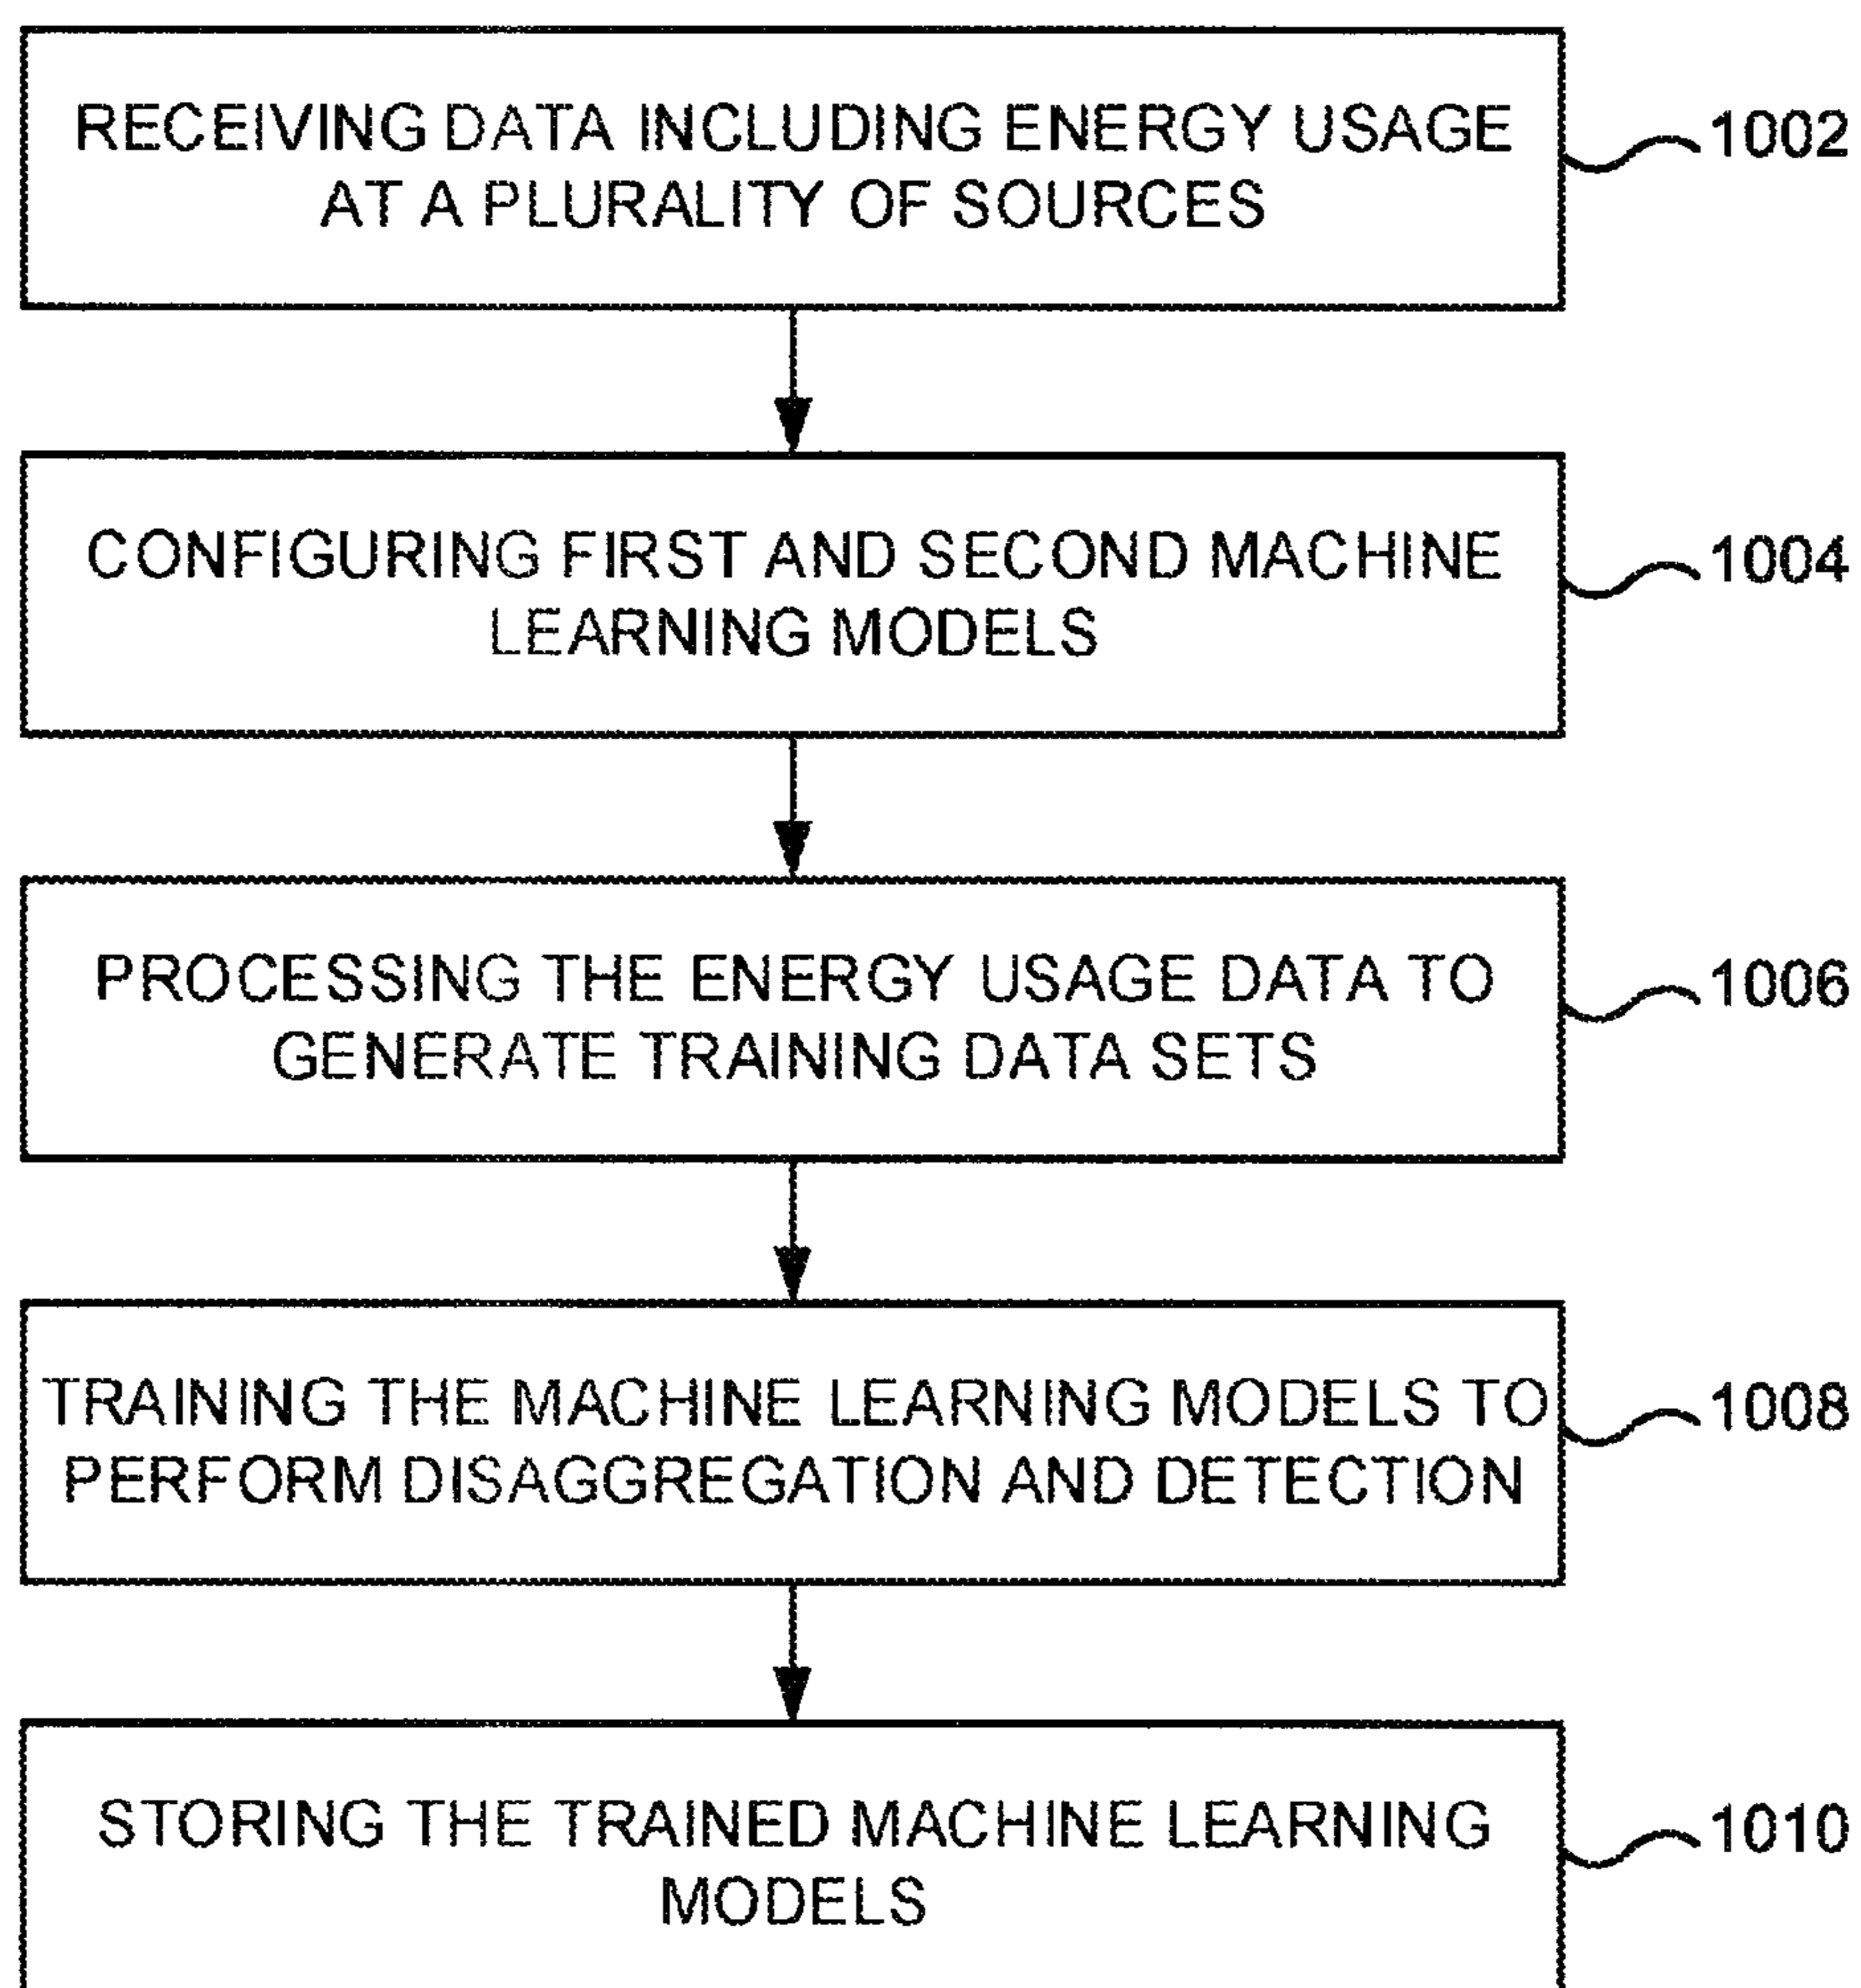 RECEIVING DATA INCLUDING ENERGY USAGE
AT A PLURALITY OF SOURCES
1002
CONFIGURING FIRST AND SECOND MACHINE
LEARNING MODELS
1004
PROCESSING THE ENERGY USAGE DATA TO
GENERATE TRAINING DATA SETS
1006
TRAINING THE MACHINE LEARNING MODELS TO
PERFORM DISAGGREGATION AND DETECTION
1008
STORING THE TRAINED MACHINE LEARNING
MODELS
1010